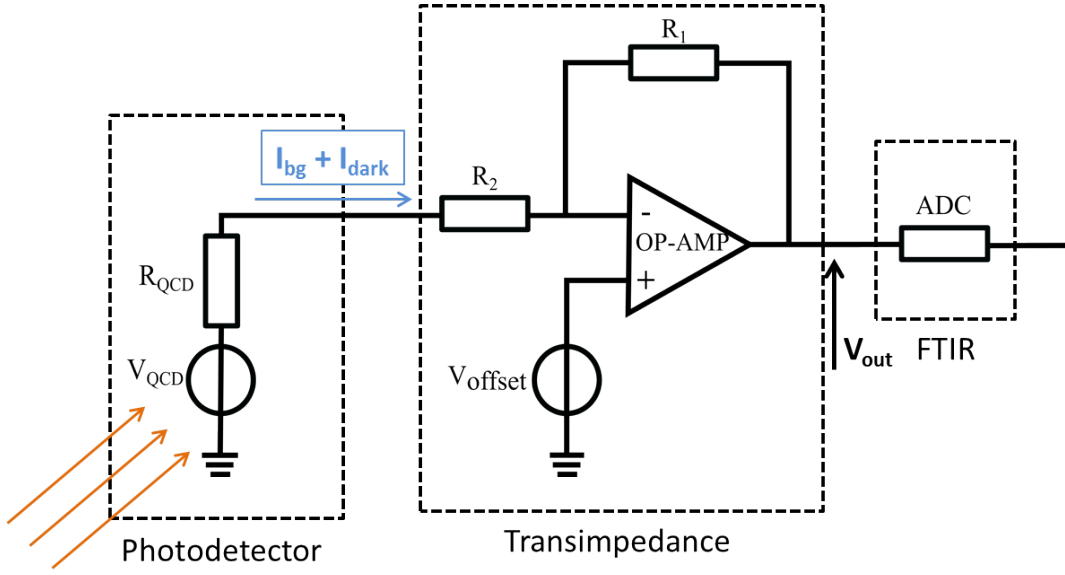 R1
Ibg + Idark
R2
ADC
-
OP-AMP
+
RQCD
VQCD
Voffset
Vout
FTIR
Photodetector
Transimpedance